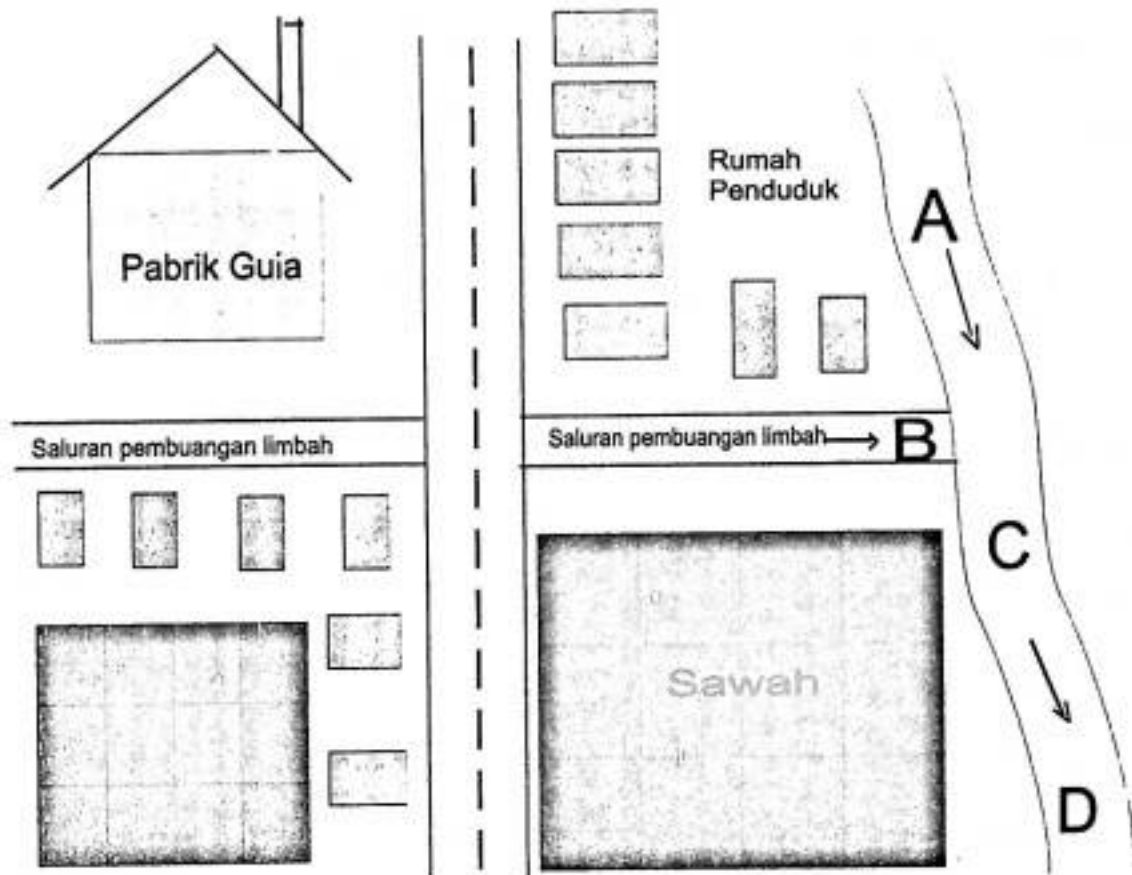 Rumah
Penduduk
A
Pabrik Guia
Saluran pembuangan limbah
Saluran pembuangan limbah
B
C
Sawah
D